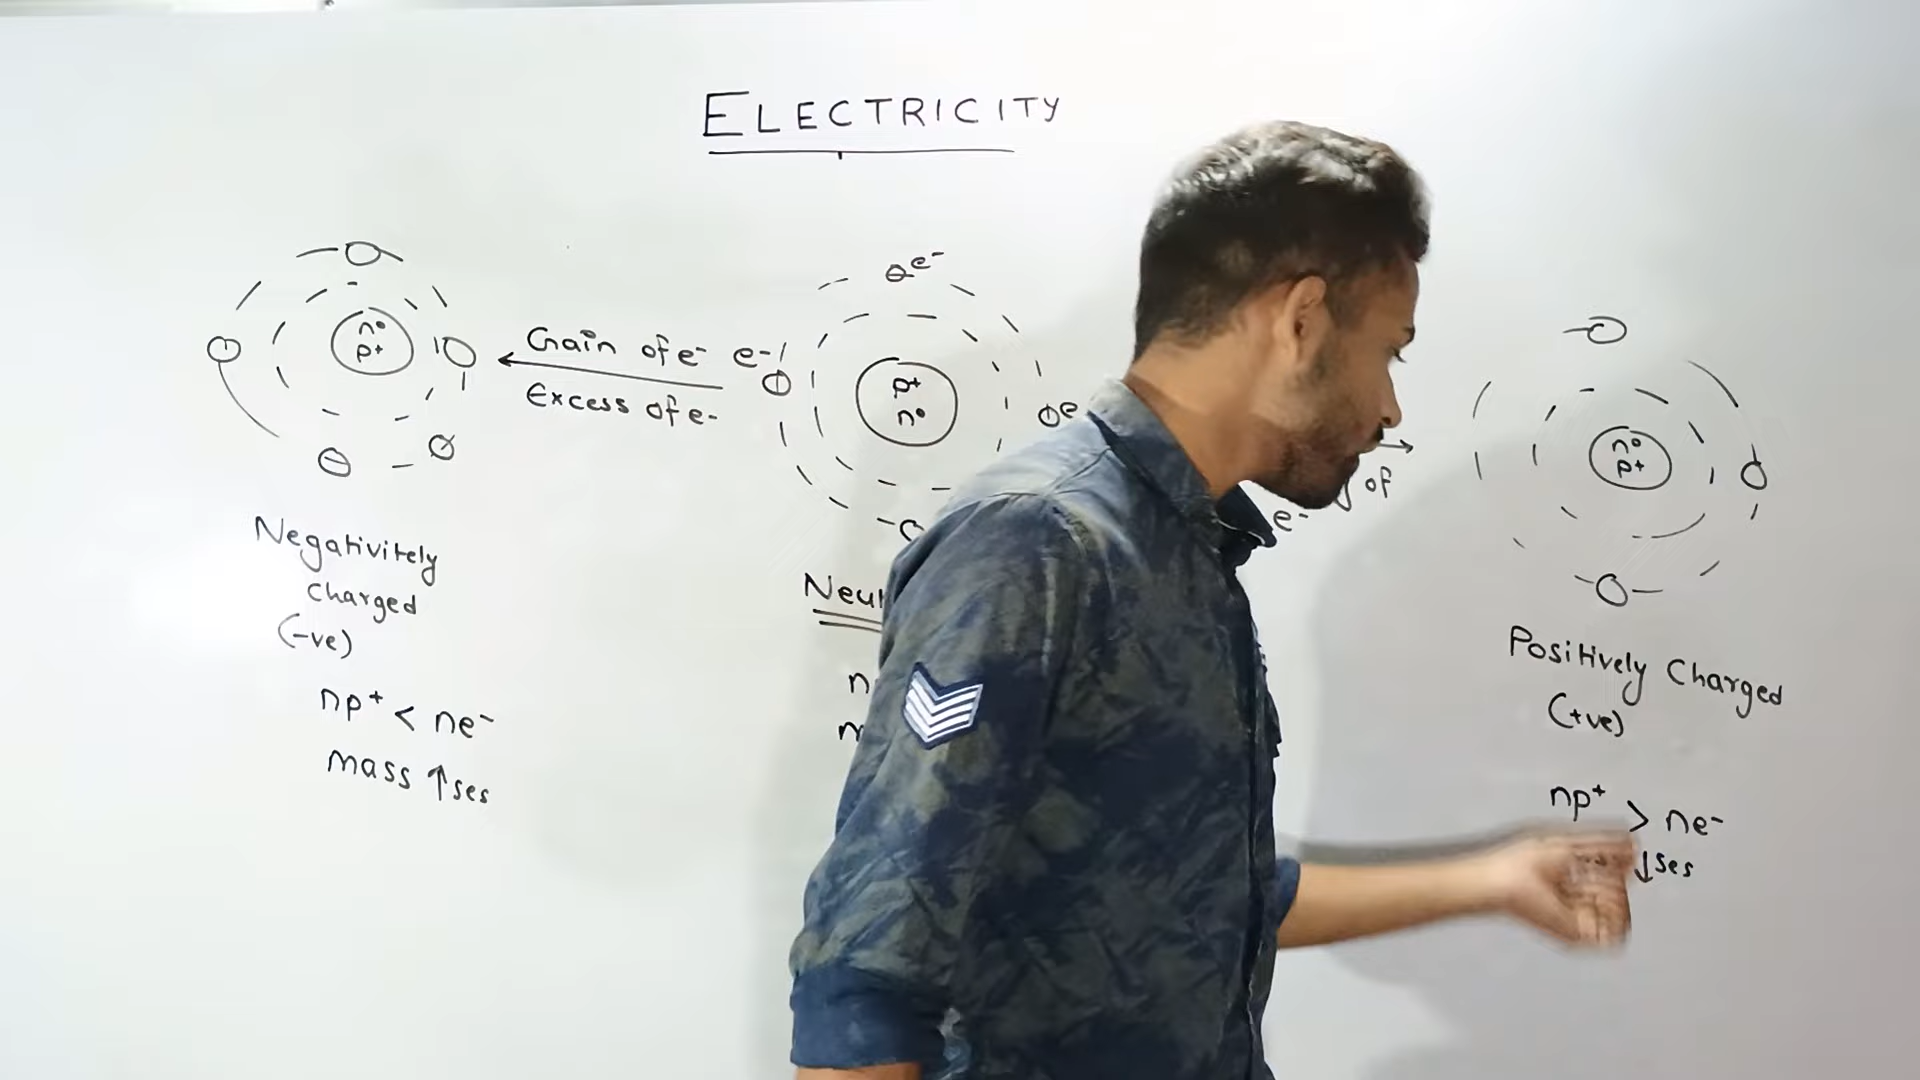 ELECTRICITY
e-
n°
p+
Gain of e-
Excess of e-
e-
p+
n°
e
of
e-
n°
p+
Negativitely
charged
(-ve)
np+ < ne-
mass ↑ses
n
m
Positively Charged
(+ve)
np+ > ne-
↓ses